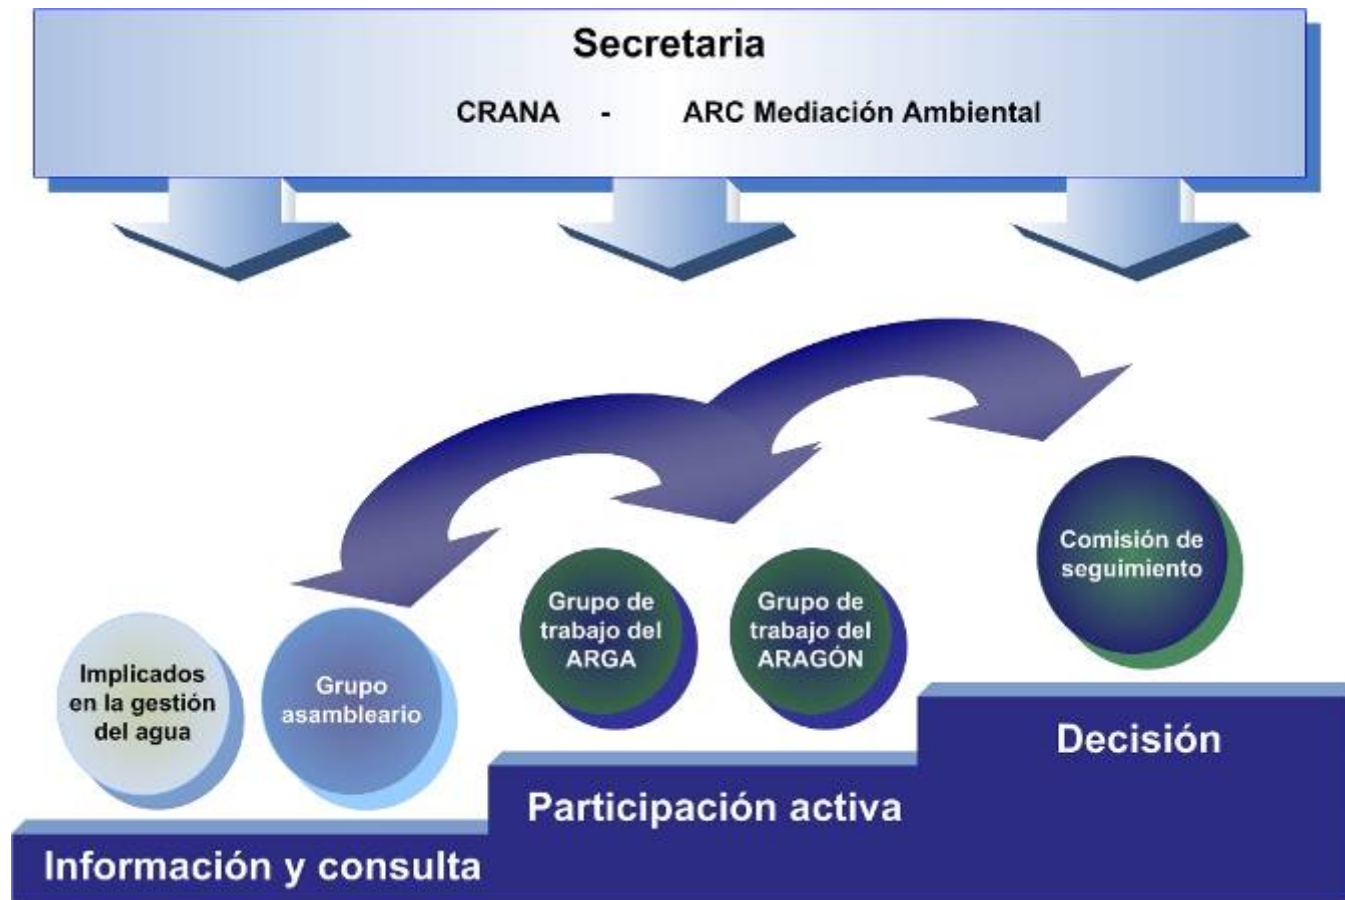 Secretaria
CRANA - ARC Mediación Ambiental
Implicados
en la gestión
del agua
Grupo
asambleario
Grupo de
trabajo del
ARGA
Grupo de
trabajo del
ARAGÓN
Comisión de
seguimiento
Información y consulta
Participación activa
Decisión